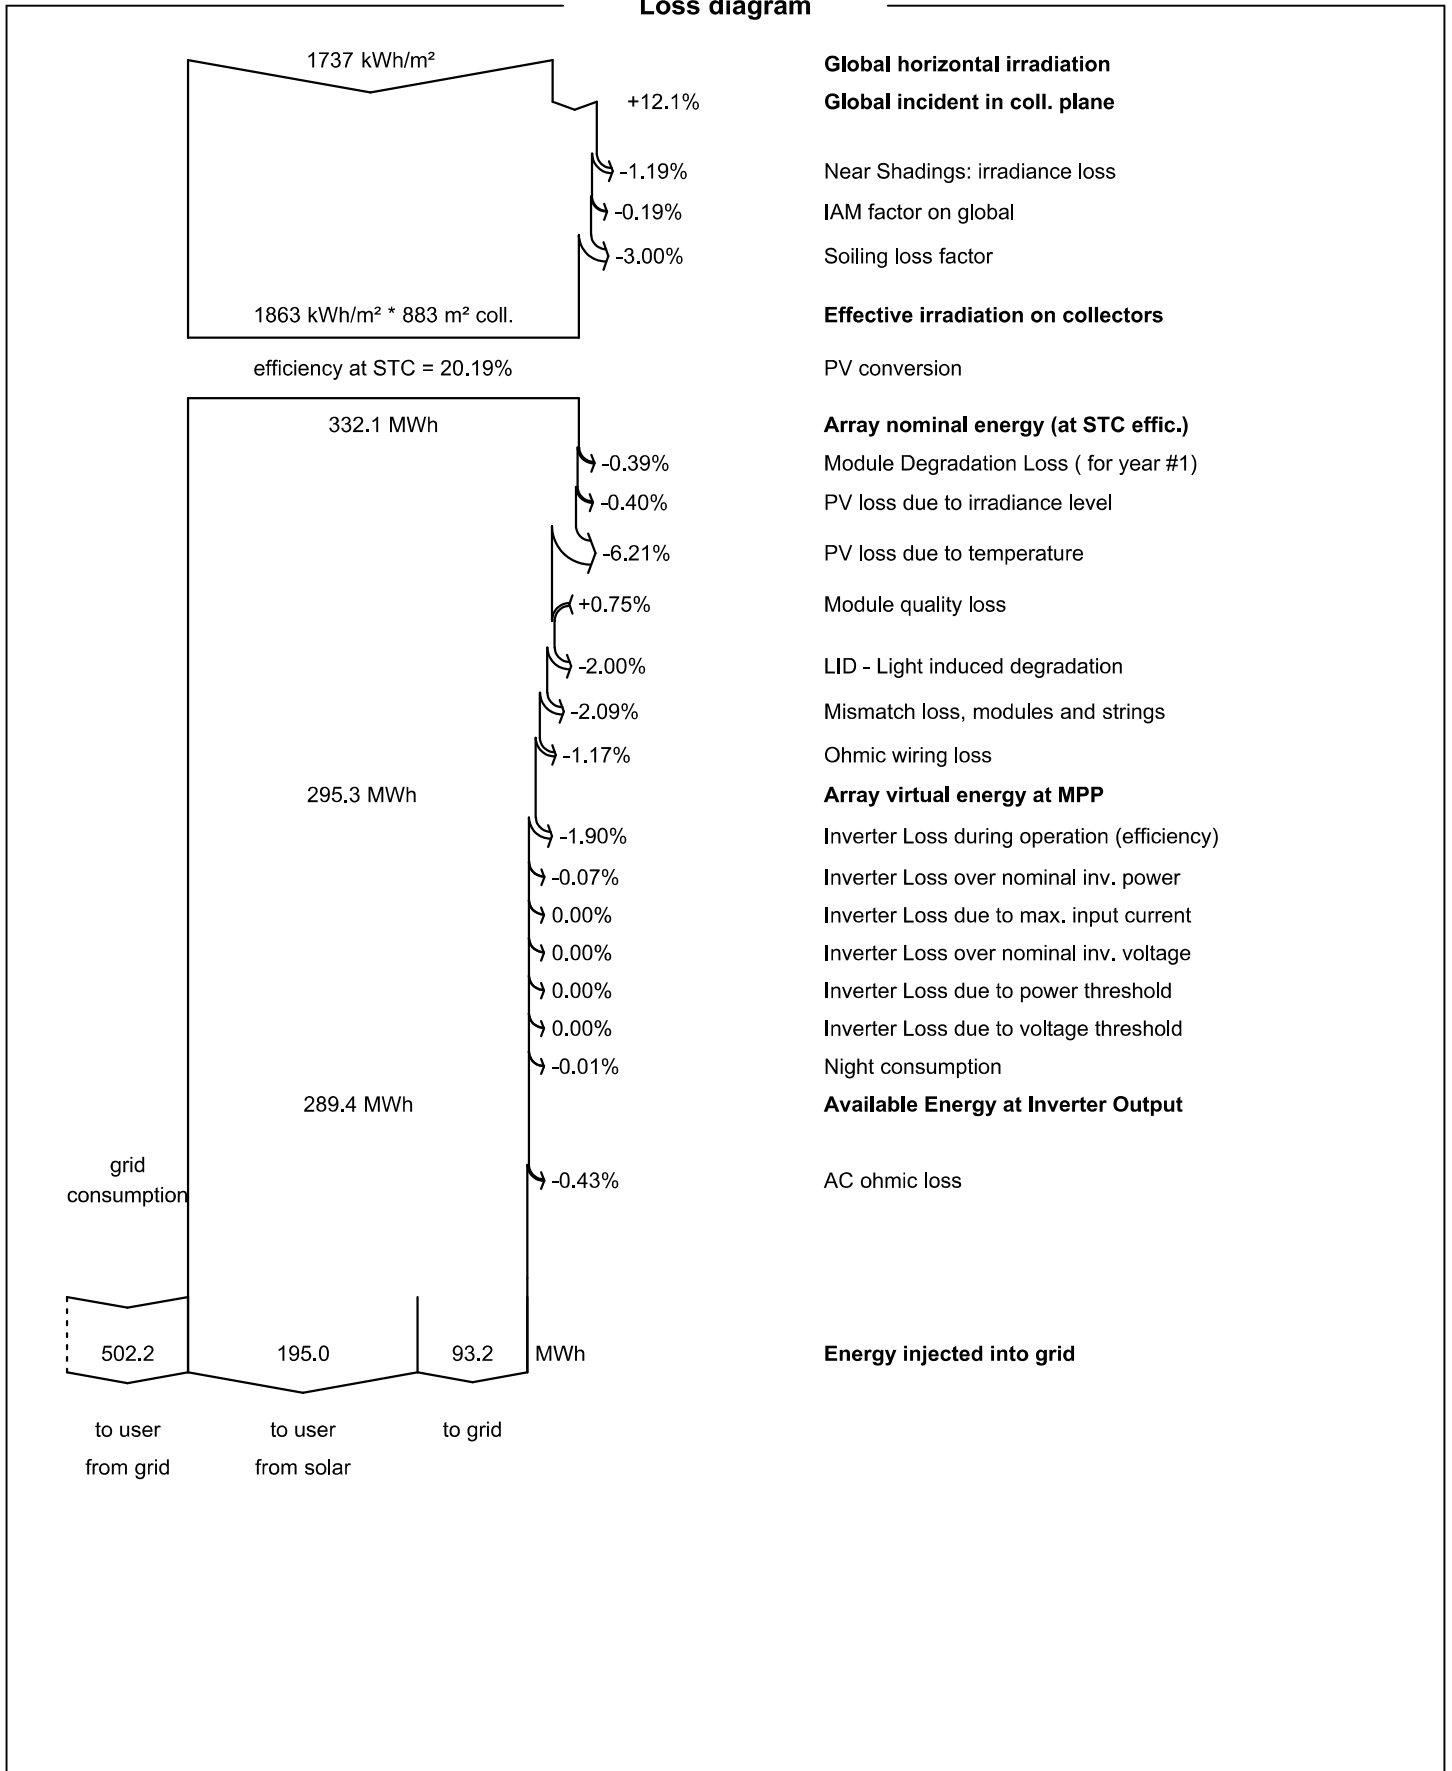 Loss diagram
1737 kWh/m² Global horizontal irradiation
+12.1% Global incident in coll. plane
-1.19% Near Shadings: irradiance loss
-0.19% IAM factor on global
-3.00% Soiling loss factor
1863 kWh/m² * 883 m² coll. Effective irradiation on collectors
efficiency at STC = 20.19% PV conversion
332.1 MWh Array nominal energy (at STC effic.)
-0.39% Module Degradation Loss ( for year #1)
-0.40% PV loss due to irradiance level
-6.21% PV loss due to temperature
+0.75% Module quality loss
-2.00% LID - Light induced degradation
-2.09% Mismatch loss, modules and strings
-1.17% Ohmic wiring loss
295.3 MWh Array virtual energy at MPP
-1.90% Inverter Loss during operation (efficiency)
-0.07% Inverter Loss over nominal inv. power
0.00% Inverter Loss due to max. input current
0.00% Inverter Loss over nominal inv. voltage
0.00% Inverter Loss due to power threshold
0.00% Inverter Loss due to voltage threshold
-0.01% Night consumption
289.4 MWh Available Energy at Inverter Output
grid
consumption
-0.43% AC ohmic loss
502.2 195.0 93.2 MWh Energy injected into grid
to user to user to grid
from grid from solar